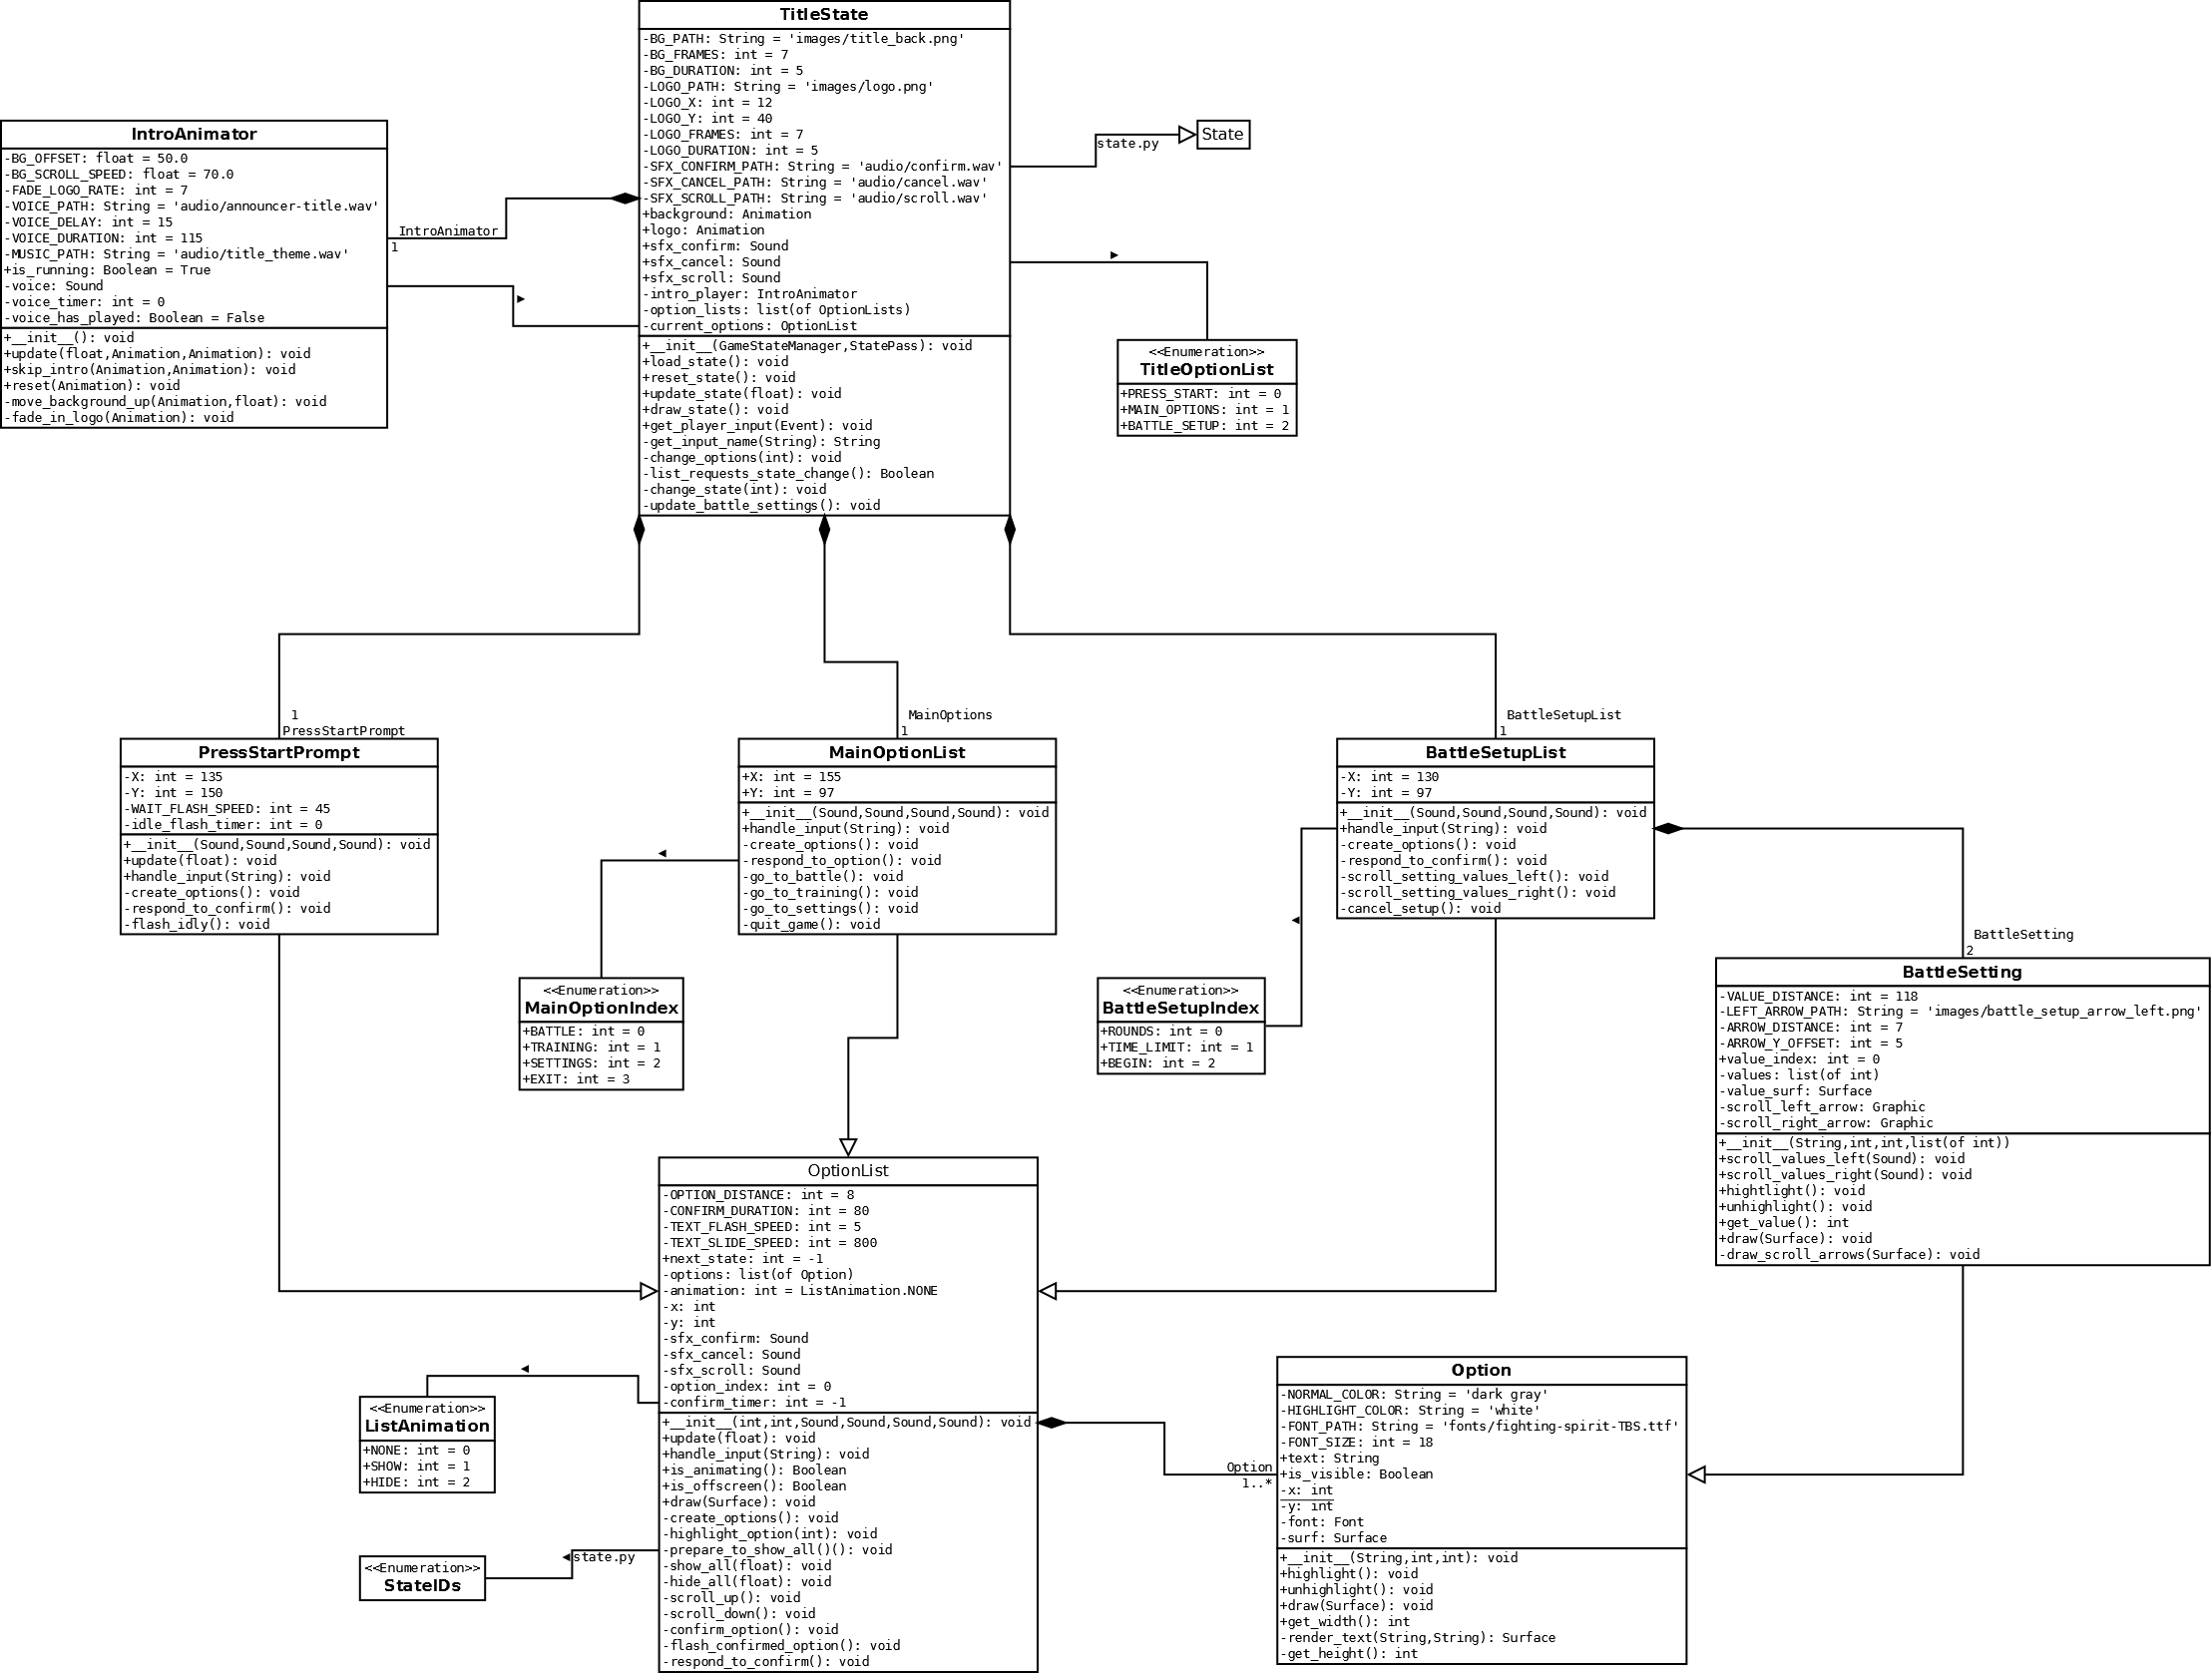 TitleState
-BG_PATH: String = 'images/title_back.png'
-BG_FRAMES: int = 7
-BG_DURATION: int = 5
-LOGO_PATH: String = 'images/logo.png'
-LOGO_X: int = 12
-LOGO_Y: int = 40
-LOGO_FRAMES: int = 7
-LOGO_DURATION: int = 5
-SFX_CONFIRM_PATH: String = 'audio/confirm.wav'
-SFX_CANCEL_PATH: String = 'audio/cancel.wav'
-SFX_SCROLL_PATH: String = 'audio/scroll.wav'
+background: Animation
+logo: Animation
+sfx_confirm: Sound
+sfx_cancel: Sound
+sfx_scroll: Sound
-intro_player: IntroAnimator
-option_lists: list(of OptionLists)
-current_options: OptionList
+__init__(GameStateManager,StatePass): void
+load_state(): void
+reset_state(): void
+update_state(float): void
+draw_state(): void
+get_player_input(Event): void
-get_input_name(String): String
-change_options(int): void
-list_requests_state_change(): Boolean
-change_state(int): void
-update_battle_settings(): void
IntroAnimator
-BG_OFFSET: float = 50.0
-BG_SCROLL_SPEED: float = 70.0
-FADE_LOGO_RATE: int = 7
-VOICE_PATH: String = 'audio/announcer-title.wav'
-VOICE_DELAY: int = 15
-VOICE_DURATION: int = 115
-MUSIC_PATH: String = 'audio/title_theme.wav'
+is_running: Boolean = True
-voice: Sound
-voice_timer: int = 0
-voice_has_played: Boolean = False
+__init__(): void
+update(float,Animation,Animation): void
+skip_intro(Animation,Animation): void
+reset(Animation): void
-move_background_up(Animation,float): void
-fade_in_logo(Animation): void
IntroAnimator
1
state.py
State
<<Enumeration>>
TitleOptionList
+PRESS_START: int = 0
+MAIN_OPTIONS: int = 1
+BATTLE_SETUP: int = 2
1
PressStartPrompt
PressStartPrompt
-X: int = 135
-Y: int = 150
-WAIT_FLASH_SPEED: int = 45
-idle_flash_timer: int = 0
+__init__(Sound,Sound,Sound,Sound): void
+update(float): void
+handle_input(String): void
-create_options(): void
-respond_to_confirm(): void
-flash_idly(): void
MainOptions
1
MainOptionList
+X: int = 155
+Y: int = 97
+__init__(Sound,Sound,Sound,Sound): void
+handle_input(String): void
-create_options(): void
-respond_to_option(): void
-go_to_battle(): void
-go_to_training(): void
-go_to_settings(): void
-quit_game(): void
BattleSetupList
1
BattleSetupList
-X: int = 130
-Y: int = 97
+__init__(Sound,Sound,Sound,Sound): void
+handle_input(String): void
-create_options(): void
-respond_to_confirm(): void
-scroll_setting_values_left(): void
-scroll_setting_values_right(): void
-cancel_setup(): void
<<Enumeration>>
MainOptionIndex
+BATTLE: int = 0
+TRAINING: int = 1
+SETTINGS: int = 2
+EXIT: int = 3
<<Enumeration>>
BattleSetupIndex
+ROUNDS: int = 0
+TIME_LIMIT: int = 1
+BEGIN: int = 2
BattleSetting
2
BattleSetting
-VALUE_DISTANCE: int = 118
-LEFT_ARROW_PATH: String = 'images/battle_setup_arrow_left.png'
-ARROW_DISTANCE: int = 7
-ARROW_Y_OFFSET: int = 5
+value_index: int = 0
-values: list(of int)
-value_surf: Surface
-scroll_left_arrow: Graphic
-scroll_right_arrow: Graphic
+__init__(String,int,int,list(of int))
+scroll_values_left(Sound): void
+scroll_values_right(Sound): void
+hightlight(): void
+unhighlight(): void
+get_value(): int
+draw(Surface): void
-draw_scroll_arrows(Surface): void
OptionList
-OPTION_DISTANCE: int = 8
-CONFIRM_DURATION: int = 80
-TEXT_FLASH_SPEED: int = 5
-TEXT_SLIDE_SPEED: int = 800
+next_state: int = -1
-options: list(of Option)
-animation: int = ListAnimation.NONE
-x: int
-y: int
-sfx_confirm: Sound
-sfx_cancel: Sound
-sfx_scroll: Sound
-option_index: int = 0
-confirm_timer: int = -1
+__init__(int,int,Sound,Sound,Sound,Sound): void
+update(float): void
+handle_input(String): void
+is_animating(): Boolean
+is_offscreen(): Boolean
+draw(Surface): void
-create_options(): void
-highlight_option(int): void
-prepare_to_show_all()(): void
-show_all(float): void
-hide_all(float): void
-scroll_up(): void
-scroll_down(): void
-confirm_option(): void
-flash_confirmed_option(): void
-respond_to_confirm(): void
<<Enumeration>>
ListAnimation
+NONE: int = 0
+SHOW: int = 1
+HIDE: int = 2
state.py
<<Enumeration>>
StateIDs
Option
1..*
Option
-NORMAL_COLOR: String = 'dark gray'
-HIGHLIGHT_COLOR: String = 'white'
-FONT_PATH: String = 'fonts/fighting-spirit-TBS.ttf'
-FONT_SIZE: int = 18
+text: String
+is_visible: Boolean
-x: int
-y: int
-font: Font
-surf: Surface
+__init__(String,int,int): void
+highlight(): void
+unhighlight(): void
+draw(Surface): void
+get_width(): int
-render_text(String,String): Surface
-get_height(): int